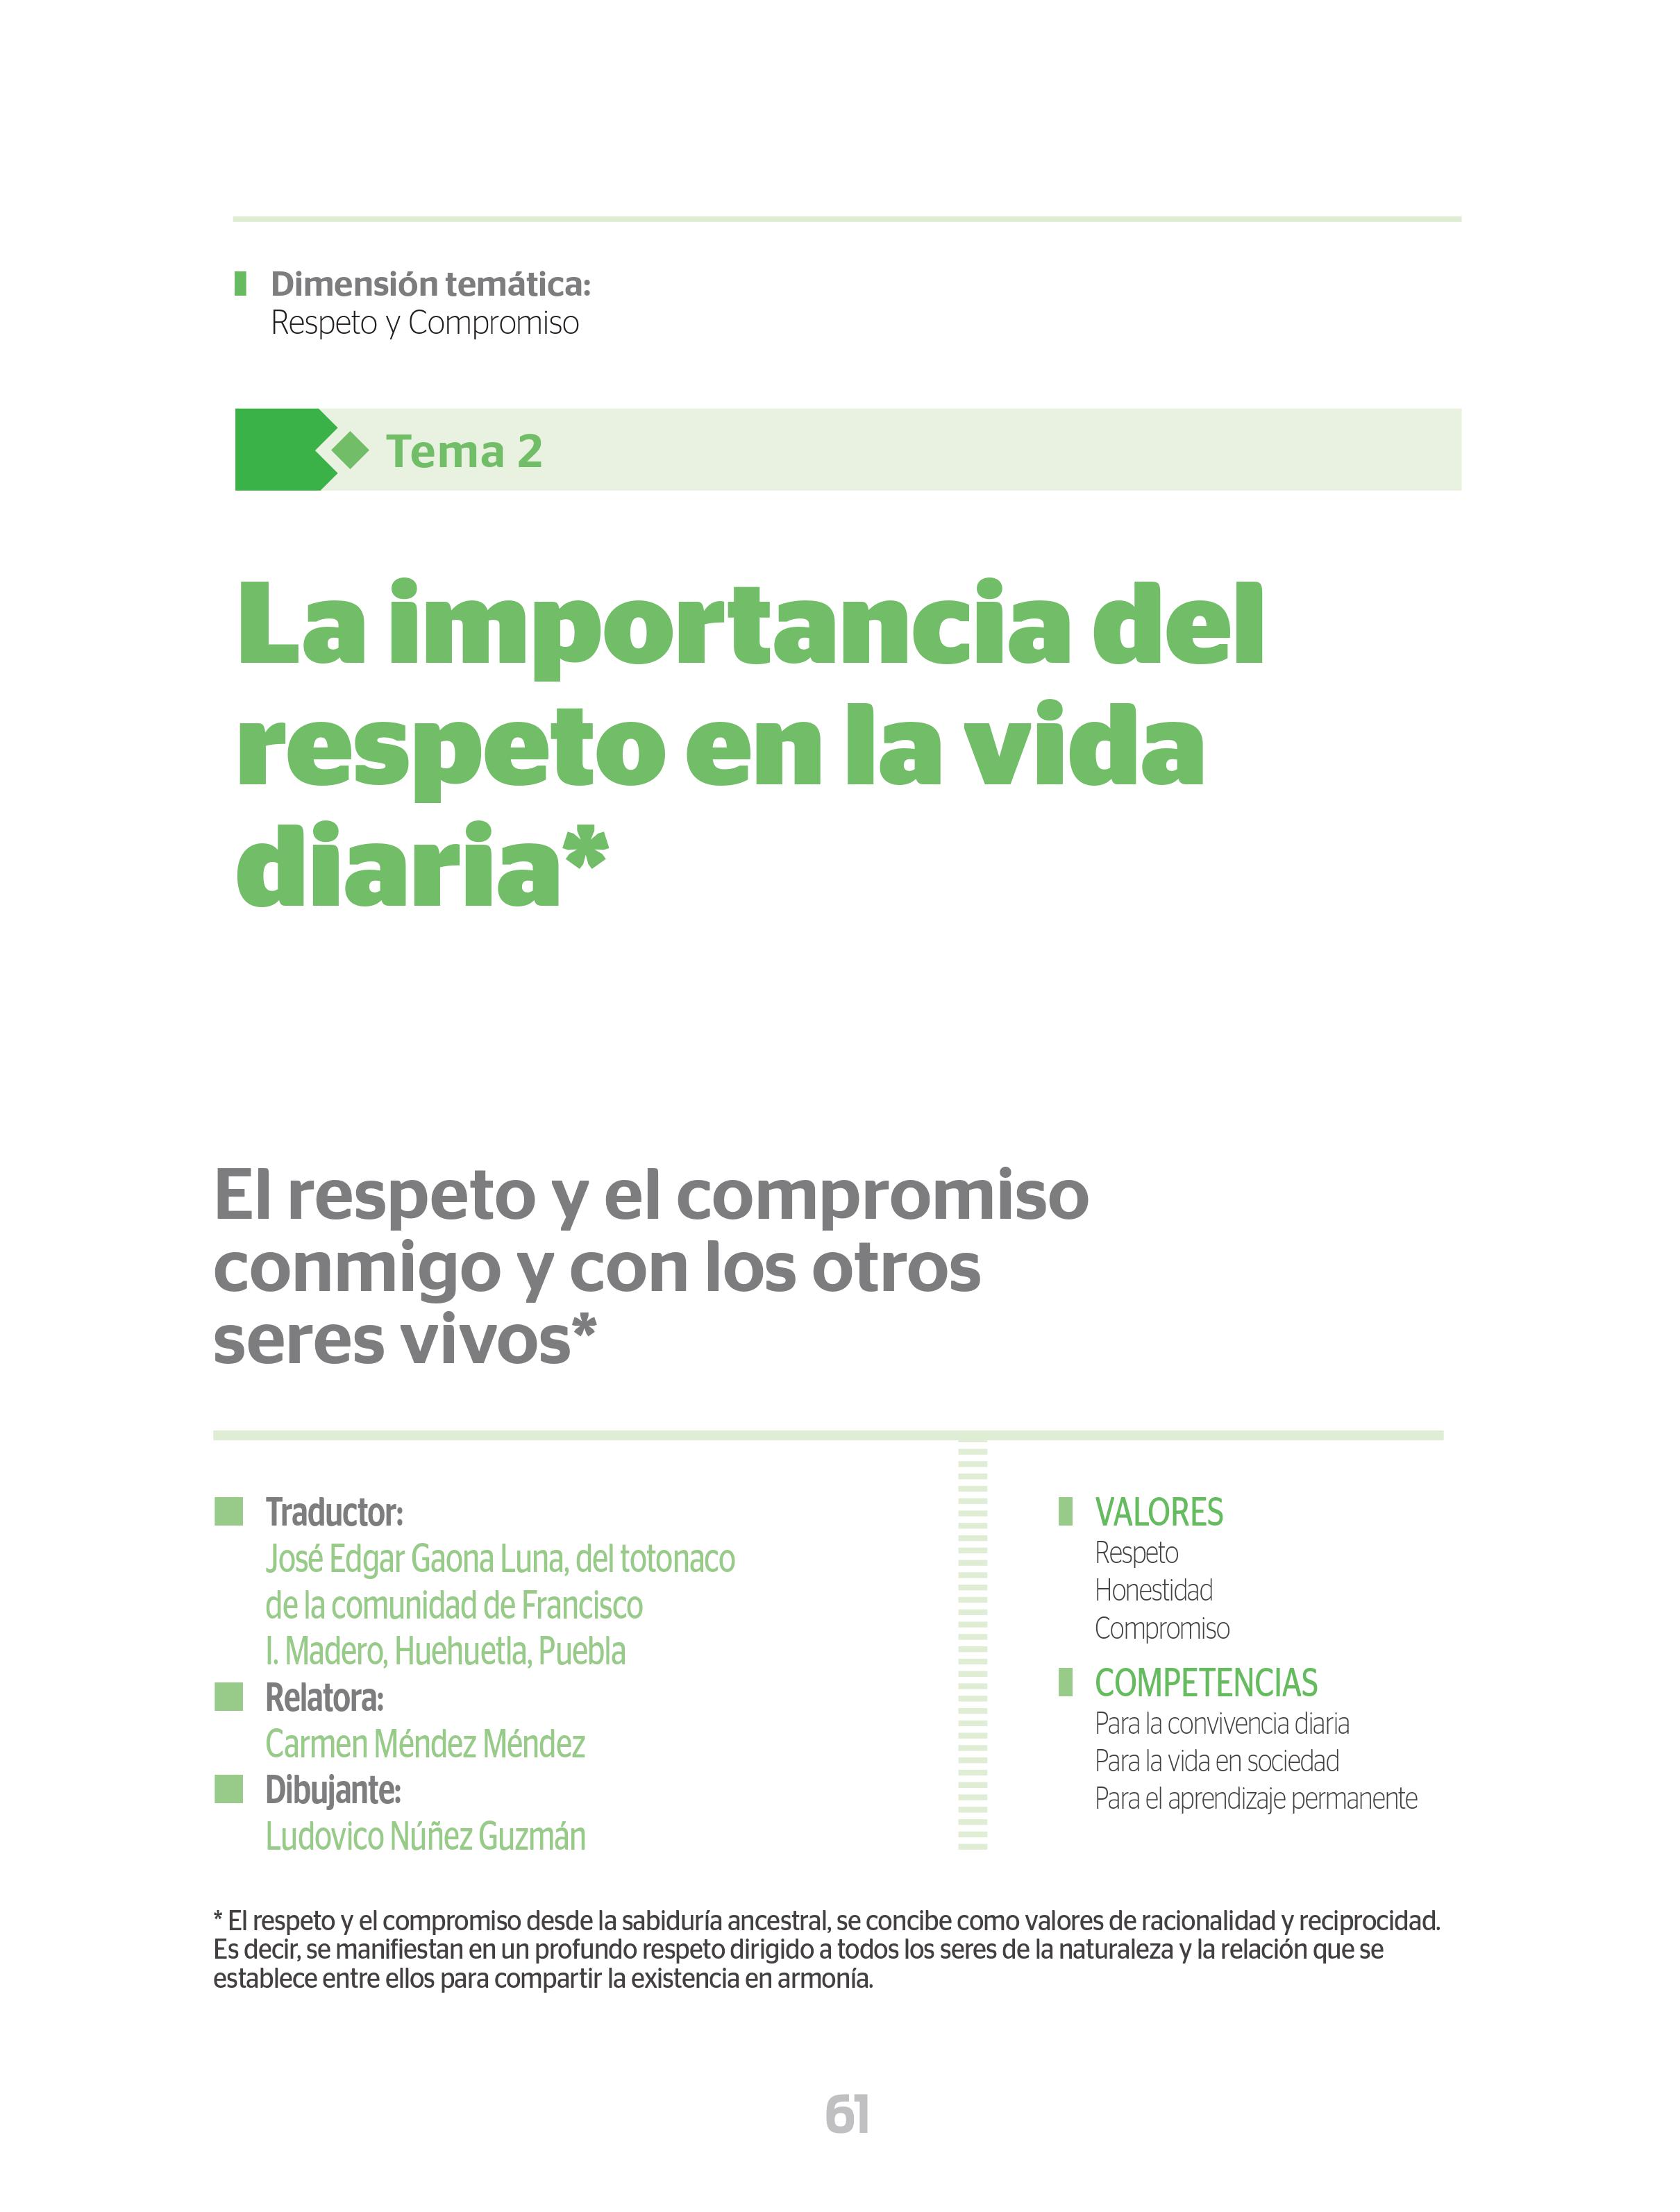 Dimensión temática:
Respeto y Compromiso
Tema 2
La importancia del
respeto en la vida
diaria*
El respeto y el compromiso
conmigo y con los otros
seres vivos*
Traductor:
José Edgar Gaona Luna, del totonaco
de la comunidad de Francisco
I. Madero, Huehuetla, Puebla
Relatora:
Carmen Méndez Méndez
Dibujante:
Ludovico Núñez Guzmán
VALORES
Respeto
Honestidad
Compromiso
COMPETENCIAS
Para la convivencia diaria
Para la vida en sociedad
Para el aprendizaje permanente
* El respeto y el compromiso desde la sabiduría ancestral, se concibe como valores de racionalidad y reciprocidad.
Es decir, se manifiestan en un profundo respeto dirigido a todos los seres de la naturaleza y la relación que se
establece entre ellos para compartir la existencia en armonía.
61